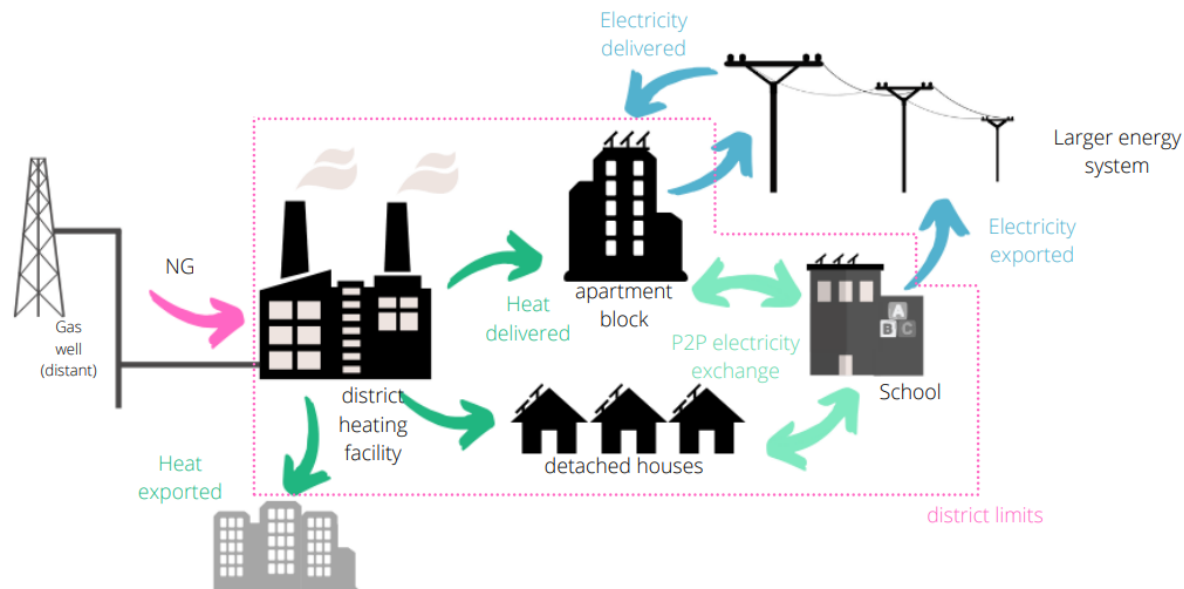 Electricity
delivered
Larger energy
system
NG
Electricity
exported
Gas
well
(distant)
Heat
delivered
apartment
block
P2P electricity
exchange
A
B C
School
district
heating
facility
detached houses
Heat
exported
district limits